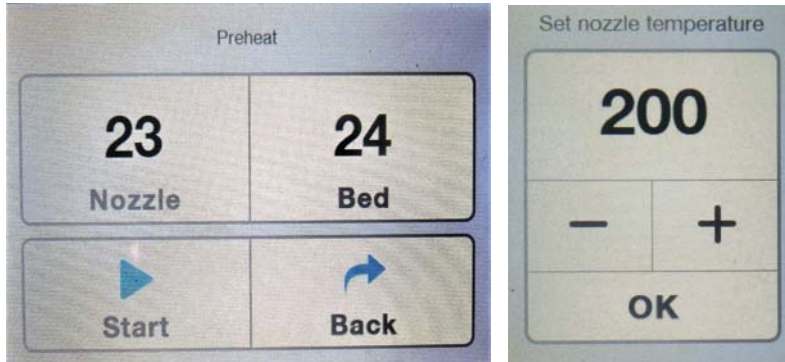 Preheat
23
24
Nozzle
Bed
Start
Back
Set nozzle temperature
200
− +
OK